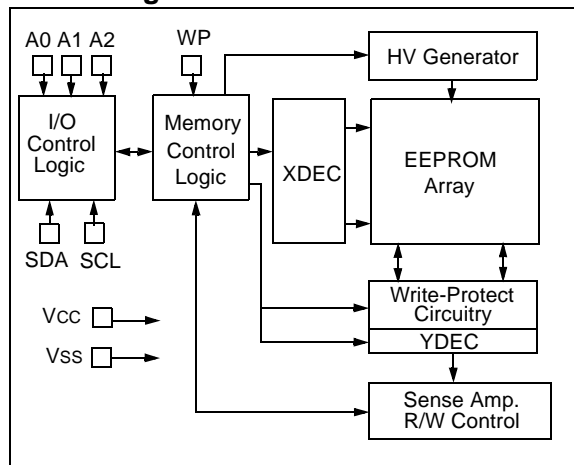 A0 A1 A2
WP
HV Generator
I/O
Control
Logic
Memory
Control
Logic
XDEC
EEPROM
Array
SDA SCL
Write-Protect
Circuitry
YDEC
VCC
VSS
Sense Amp.
R/W Control